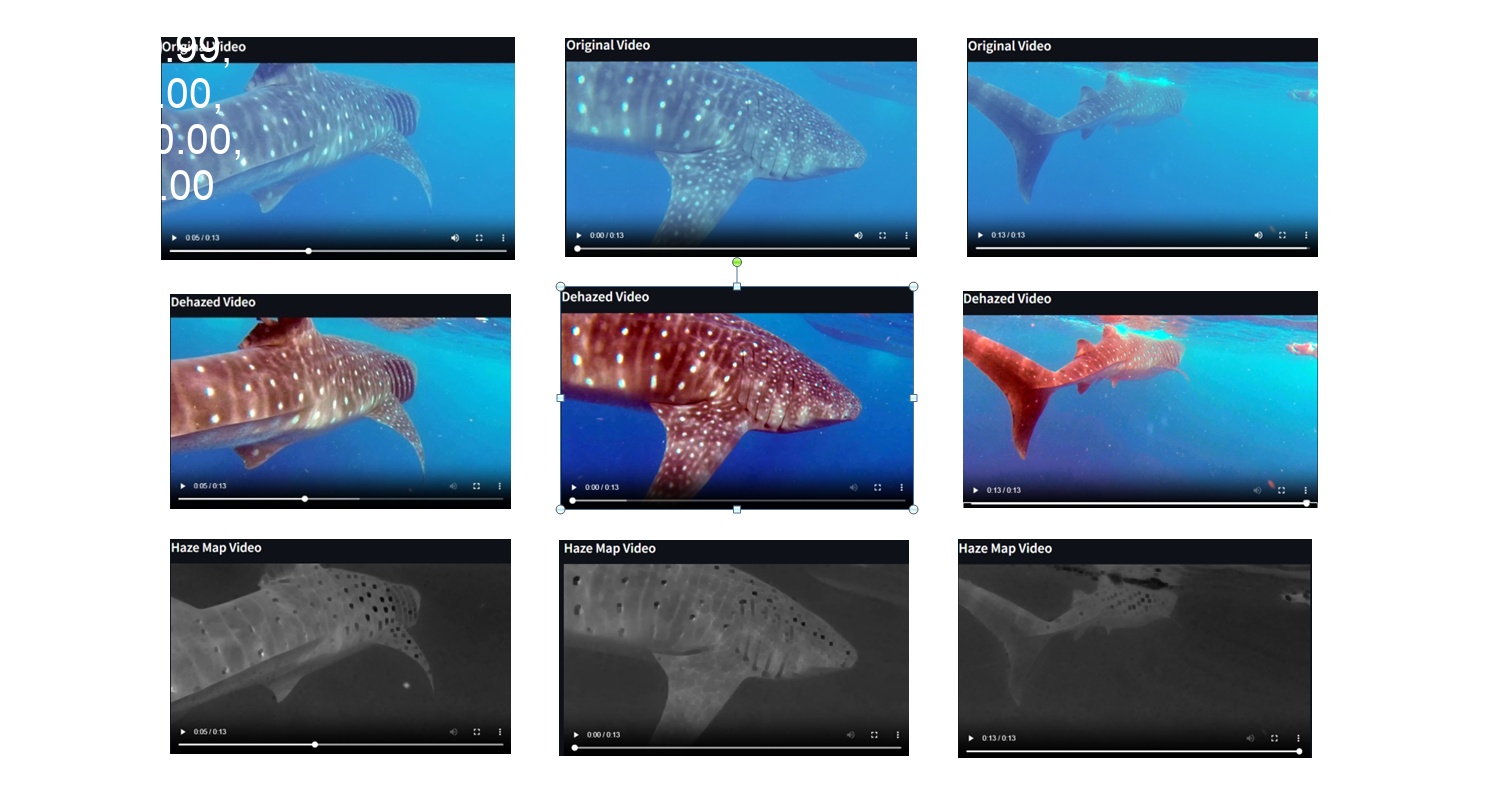 Original Video
.99,
.00,
0.00,
.00
0:05 / 0:13
Original Video
0:00 / 0:13
Original Video
0:13 / 0:13
Dehazed Video
0:05 / 0:13
Dehazed Video
0:00 / 0:13
Dehazed Video
0:13 / 0:13
Haze Map Video
0:05 / 0:13
Haze Map Video
0:00 / 0:13
Haze Map Video
0:13 / 0:13